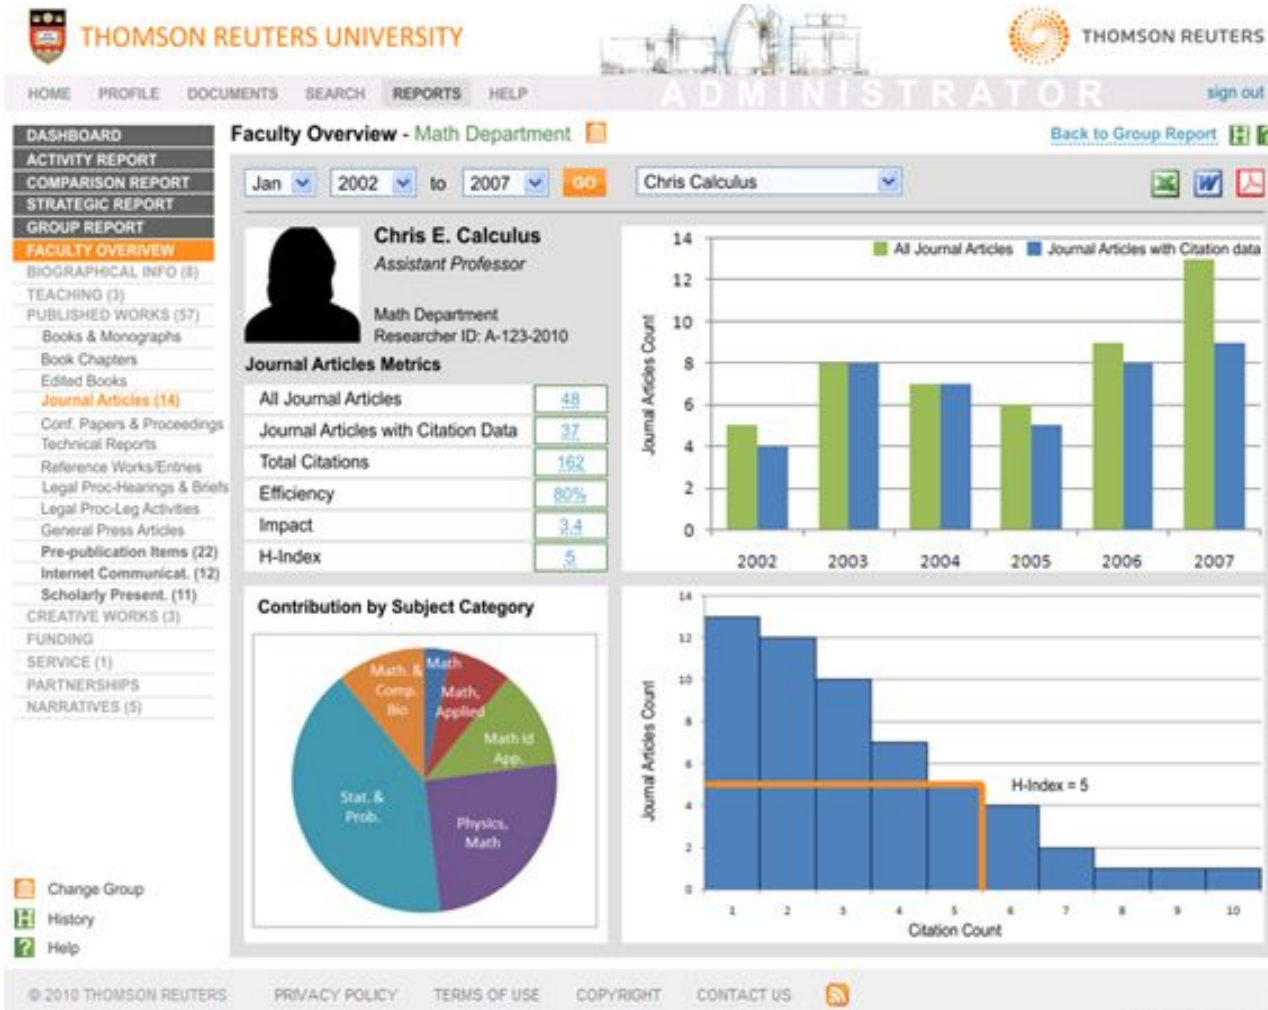 THOMSON REUTERS UNIVERSITY
THOMSON REUTERS
HOME PROFILE DOCUMENTS SEARCH REPORTS HELP
ADMINISTRATOR
sign out
DASHBOARD
ACTIVITY REPORT
COMPARISON REPORT
STRATEGIC REPORT
GROUP REPORT
FACULTY OVERIVEW
BIOGRAPHICAL INFO (8)
TEACHING (3)
PUBLISHED WORKS (57)
Books & Monographs
Book Chapters
Edited Books
Journal Articles (14)
Conf. Papers & Proceedings
Technical Reports
Reference Works/Entries
Legal Proc-Hearings & Briefs
Legal Proc-Leg Activities
General Press Articles
Pre-publication Items (22)
Internet Communicat. (12)
Scholarly Present. (11)
CREATIVE WORKS (3)
FUNDING
SERVICE (1)
PARTNERSHIPS
NARRATIVES (5)
Change Group
H History
? Help
Faculty Overview - Math Department
Back to Group Report H ?
Jan 2002 to 2007 GO
Chris Calculus
Chris E. Calculus
Assistant Professor
Math Department
Researcher ID: A-123-2010
Journal Articles Metrics
All Journal Articles 48
Journal Articles with Citation Data 37
Total Citations 162
Efficiency 80%
Impact 3.4
H-Index 5
All Journal Articles Journal Articles with Citation data
Journal Articles Count
14
12
10
8
6
4
2
0
2002 2003 2004 2005 2006 2007
Contribution by Subject Category
Math
Math. &
Comp.
Bio
Math,
Applied
Math Id
App.
Stat. &
Prob.
Physics,
Math
Journal Articles Count
14
12
10
8
6
4
2
0
H-Index = 5
1 2 3 4 5 6 7 8 9 10
Citation Count
© 2010 THOMSON REUTERS PRIVACY POLICY TERMS OF USE COPYRIGHT CONTACT US